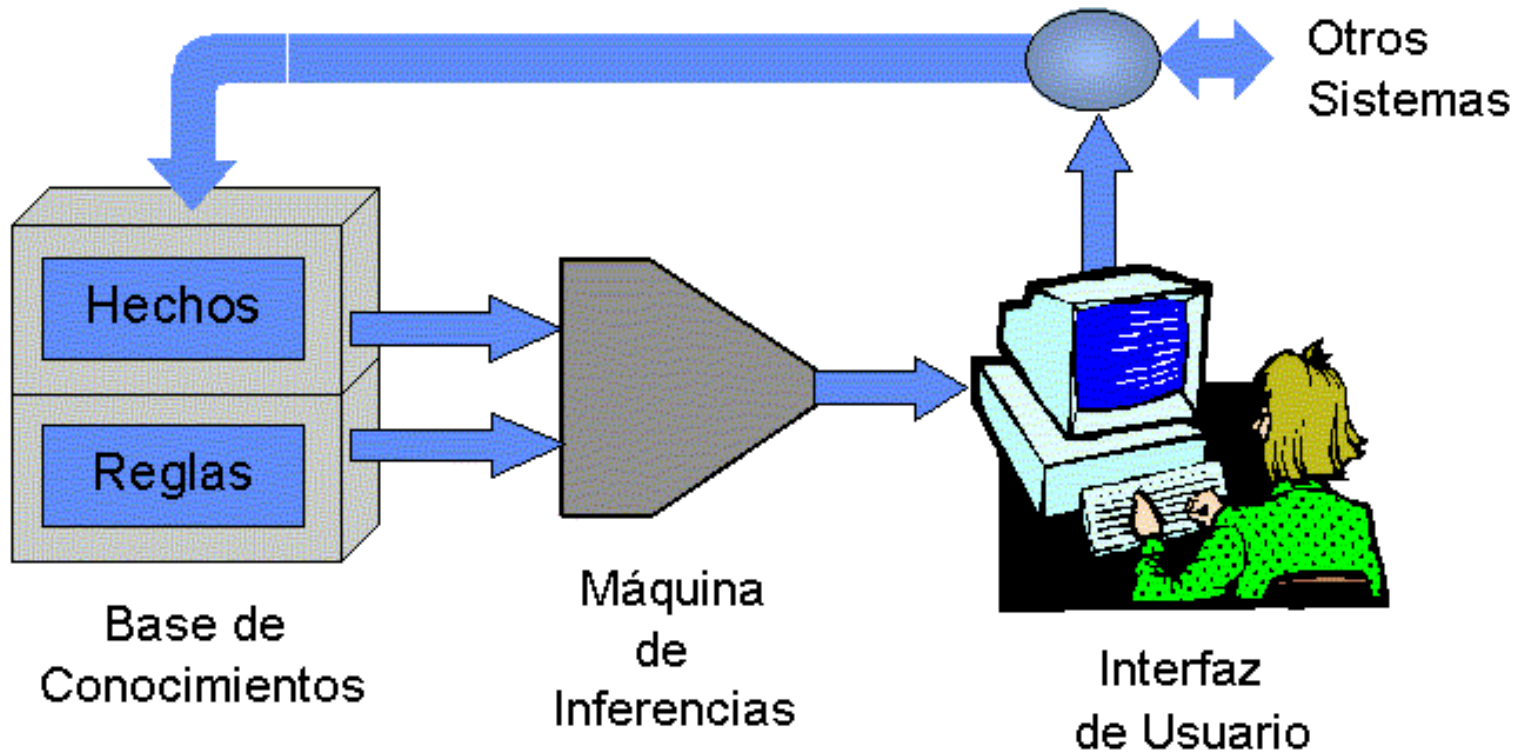 Otros
Sistemas
Hechos
Reglas
Base de
Conocimientos
Máquina
de
Inferencias
Interfaz
de Usuario